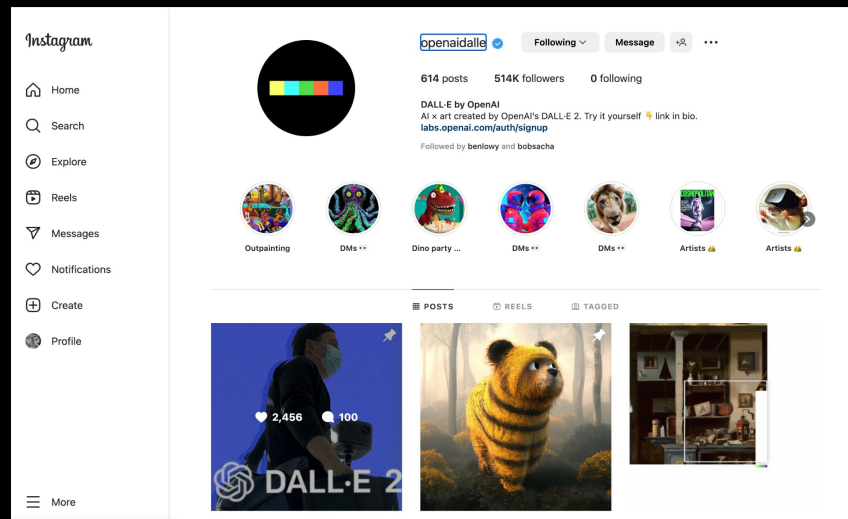 Instagram
Home
Search
Explore
Reels
Messages
Notifications
Create
Profile
More
openaidalle
Following
Message
614 posts 514K followers 0 following
DALL·E by OpenAI
AI × art created by OpenAI's DALL·E 2. Try it yourself 👇 link in bio.
labs.openai.com/auth/signup
Followed by benlowy and bobsacha
Outpainting DMs 👀 Dino party ... DMs 👀 DMs 👀 Artists Artists
COSMOPOLITAN
POSTS REELS TAGGED
2,456 100
DALL·E 2